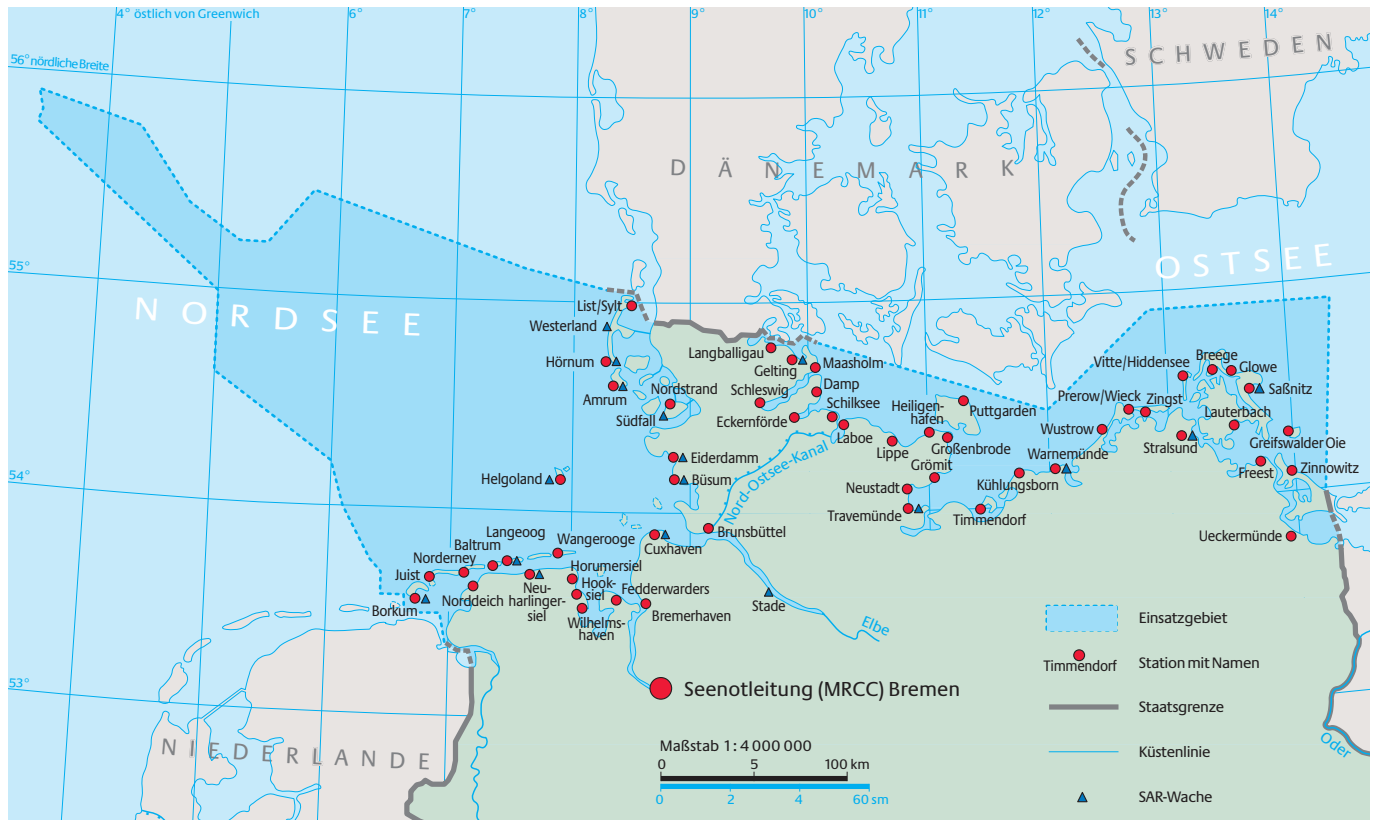 4° östlich von Greenwich
6°
8°
9°
10°
11°
12°
13°
14°
56° nördliche Breite
SCHWEDEN
DÄNEMARK
55°
NORDSEE
OSTSEE
List/Sylt
Westerland
Hörnum
Amrum
Nordstrand
Südfall
Langballigau
Gelting
Maasholm
Schleswig
Damp
Eckernförde
Schilksee
Laboe
Heiligen-
hafen
Puttgarden
Lippe
Großenbrode
Grömit
Neustadt
Travemünde
Timmendorf
Kühlungsborn
Warnemünde
Wustrow
Prerow/Wieck
Zingst
Vitte/Hiddensee
Breege
Glowe
Saßnitz
Lauterbach
Stralsund
Greifswalder Oie
Freest
Zinnowitz
Ueckermünde
54°
Helgoland
Eiderdamm
Büsum
Nord-Ostsee-Kanal
Brunsbüttel
Cuxhaven
Wangerooge
Langeoog
Baltrum
Norderney
Juist
Borkum
Norddeich
Neu-
harlinger-
siel
Horumersiel
Hook-
siel
Wilhelms-
haven
Fedderwarders
Bremerhaven
Stade
Elbe
53°
NIEDERLANDE
Seenotleitung (MRCC) Bremen
Maßstab 1 : 4 000 000
0 5 100 km
0 2 4 60 sm
Einsatzgebiet
Timmendorf
Station mit Namen
Staatsgrenze
Küstenlinie
SAR-Wache
Oder